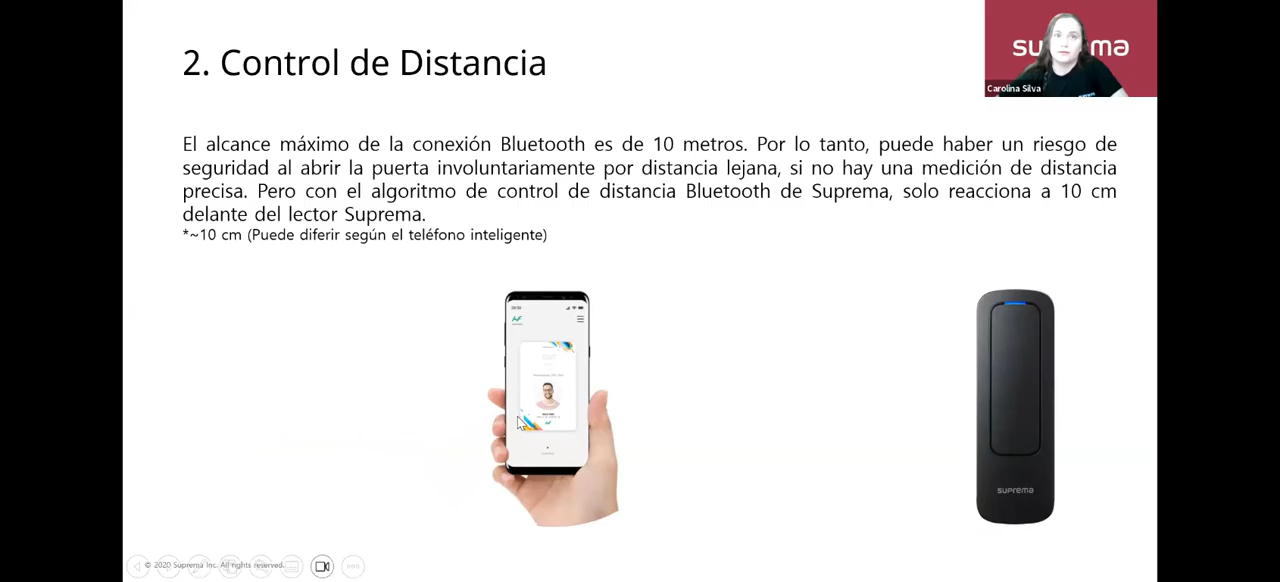 2. Control de Distancia
suprema
Carolina Silva
El alcance máximo de la conexión Bluetooth es de 10 metros. Por lo tanto, puede haber un riesgo de
seguridad al abrir la puerta involuntariamente por distancia lejana, si no hay una medición de distancia
precisa. Pero con el algoritmo de control de distancia Bluetooth de Suprema, solo reacciona a 10 cm
delante del lector Suprema.
*~10 cm (Puede diferir según el teléfono inteligente)
suprema
© 2020 Suprema Inc. All rights reserved.